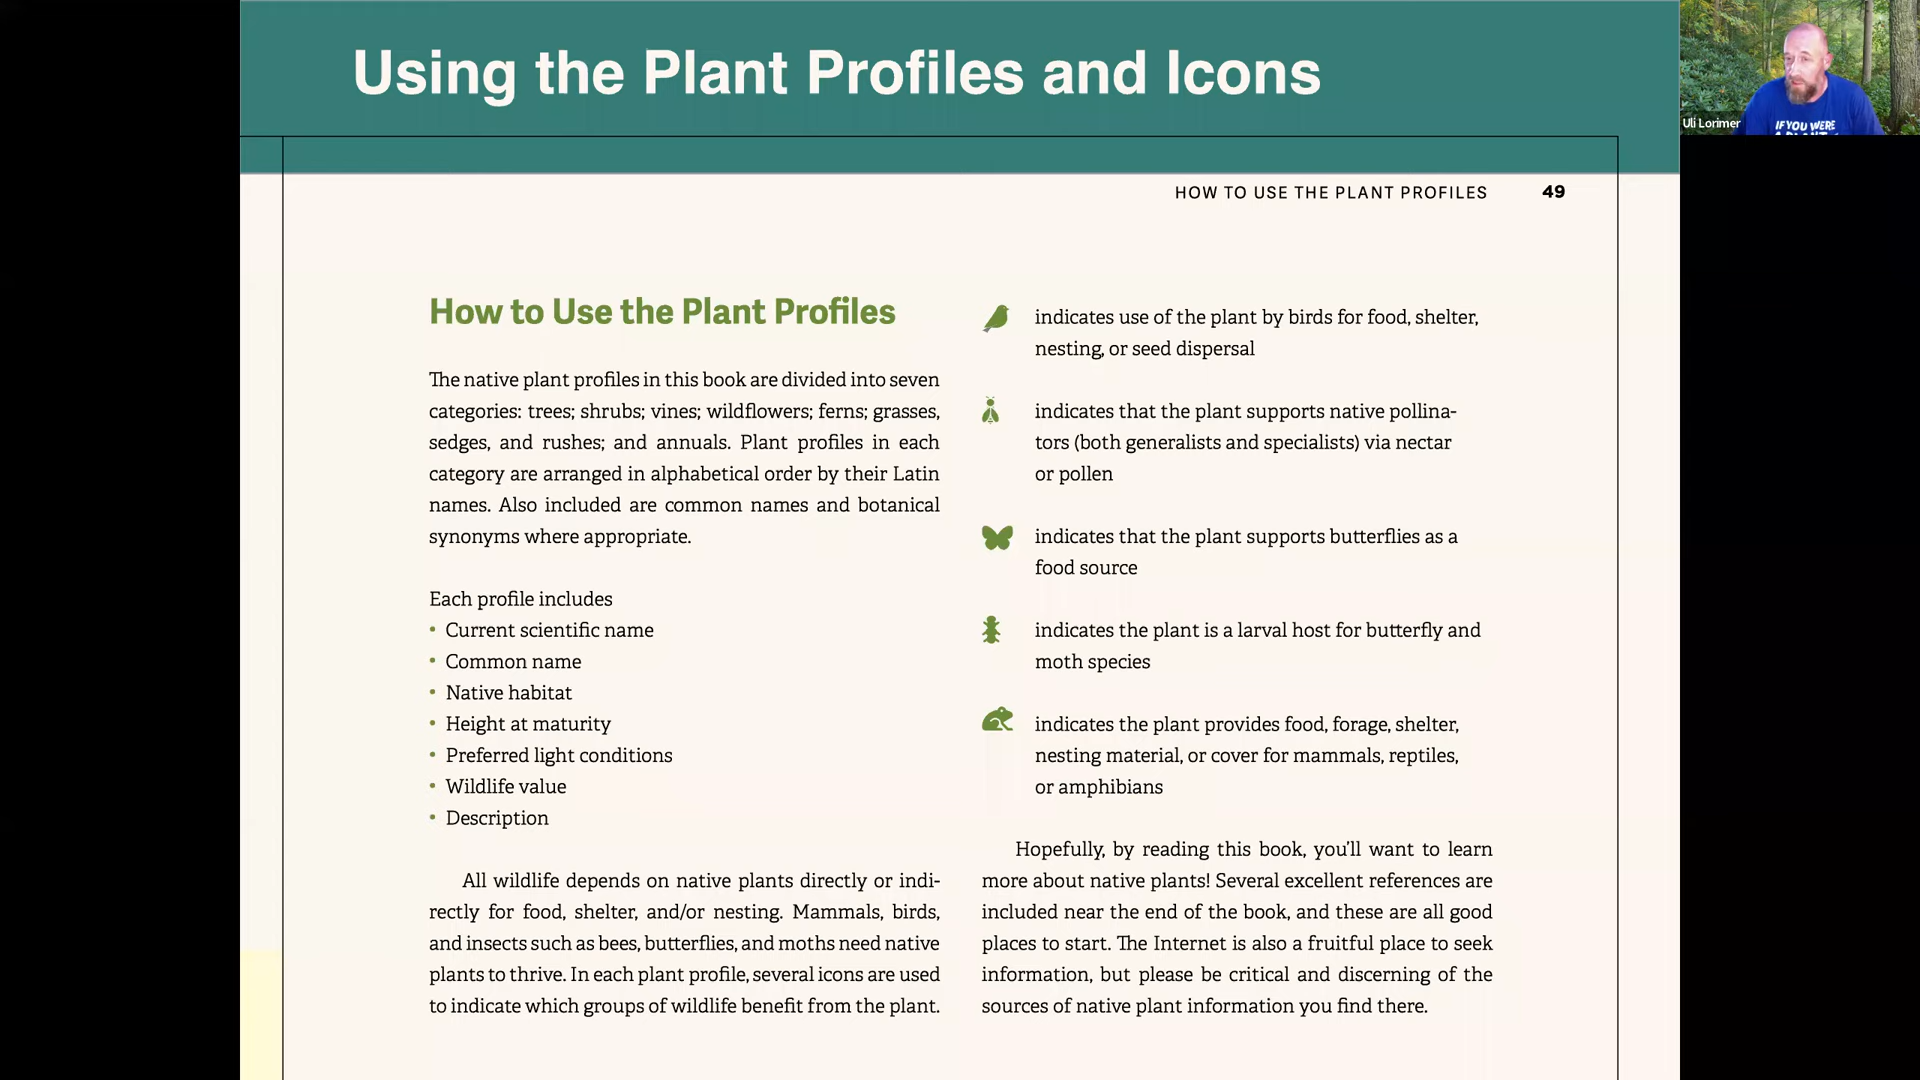 Using the Plant Profiles and Icons
Uli Lorimer
IF YOU WERE
HOW TO USE THE PLANT PROFILES 49
How to Use the Plant Profiles
The native plant profiles in this book are divided into seven
categories: trees; shrubs; vines; wildflowers; ferns; grasses,
sedges, and rushes; and annuals. Plant profiles in each
category are arranged in alphabetical order by their Latin
names. Also included are common names and botanical
synonyms where appropriate.
Each profile includes
• Current scientific name
• Common name
• Native habitat
• Height at maturity
• Preferred light conditions
• Wildlife value
• Description
All wildlife depends on native plants directly or indi-
rectly for food, shelter, and/or nesting. Mammals, birds,
and insects such as bees, butterflies, and moths need native
plants to thrive. In each plant profile, several icons are used
to indicate which groups of wildlife benefit from the plant.
indicates use of the plant by birds for food, shelter,
nesting, or seed dispersal
indicates that the plant supports native pollina-
tors (both generalists and specialists) via nectar
or pollen
indicates that the plant supports butterflies as a
food source
indicates the plant is a larval host for butterfly and
moth species
indicates the plant provides food, forage, shelter,
nesting material, or cover for mammals, reptiles,
or amphibians
Hopefully, by reading this book, you'll want to learn
more about native plants! Several excellent references are
included near the end of the book, and these are all good
places to start. The Internet is also a fruitful place to seek
information, but please be critical and discerning of the
sources of native plant information you find there.